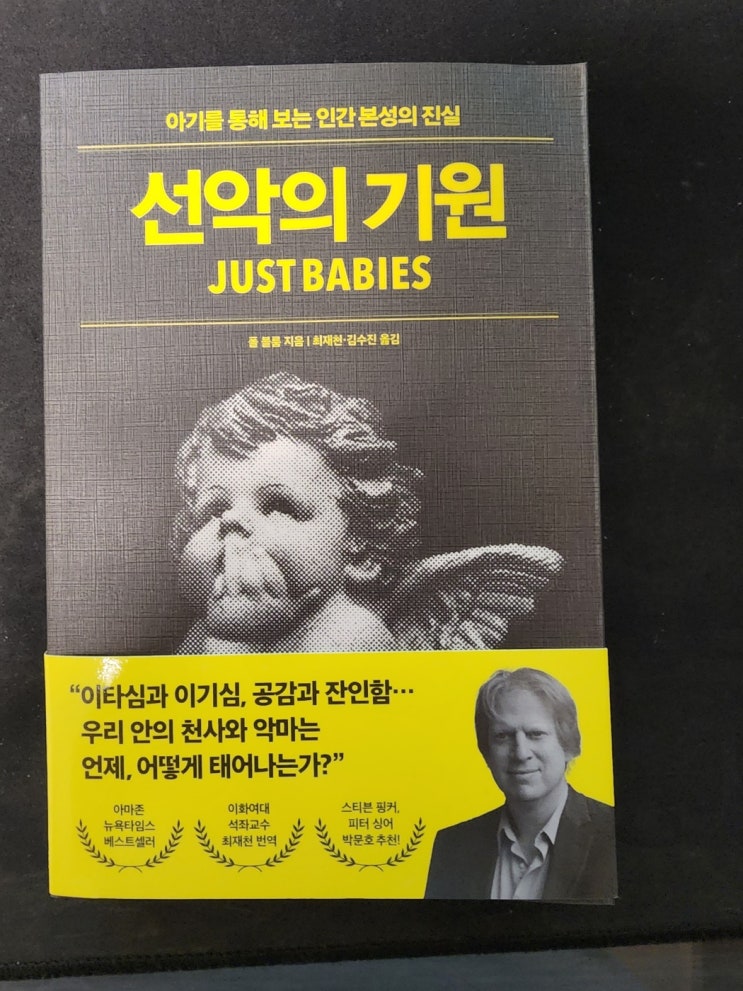 아기를 통해 보는 인간 본성의 진실
선악의 기원
JUST BABIES
폴 블룸 지음 | 최재천·김수진 옮김
“이타심과 이기심, 공감과 잔인함…
우리 안의 천사와 악마는
언제, 어떻게 태어나는가?”
아마존
뉴욕타임스
베스트셀러
이화여대
석좌교수
최재천 번역
스티븐 핑커,
피터 싱어
박문호 추천!